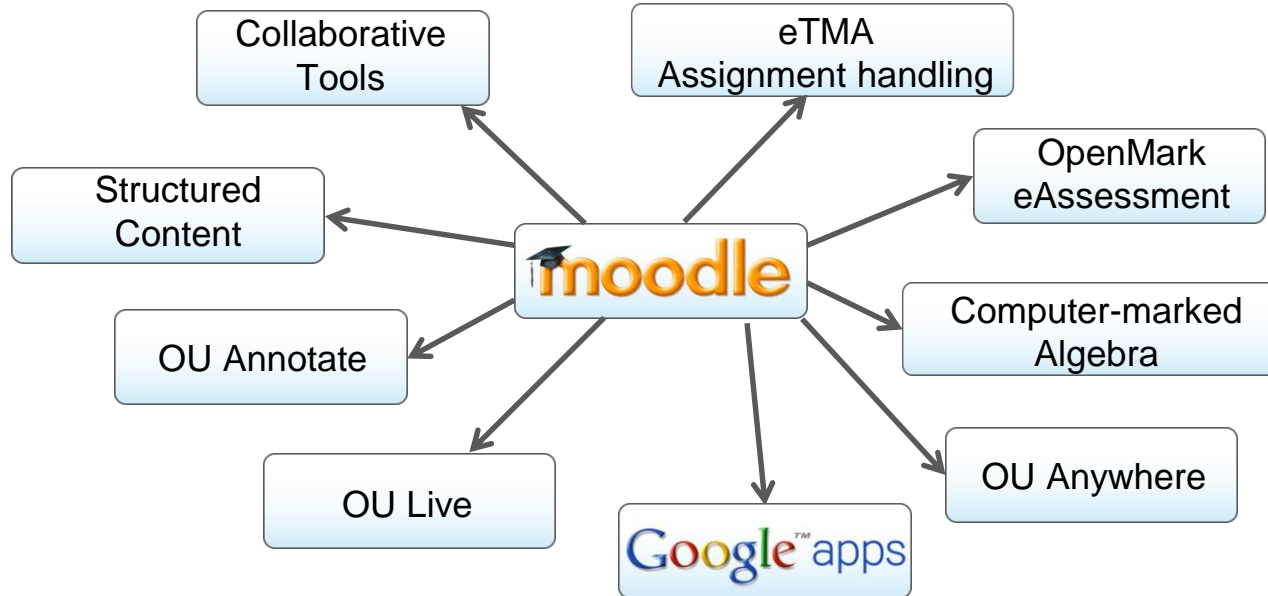 Collaborative
Tools
eTMA
Assignment handling
OpenMark
eAssessment
Structured
Content
moodle
Computer-marked
Algebra
OU Annotate
OU Anywhere
OU Live
Google™ apps